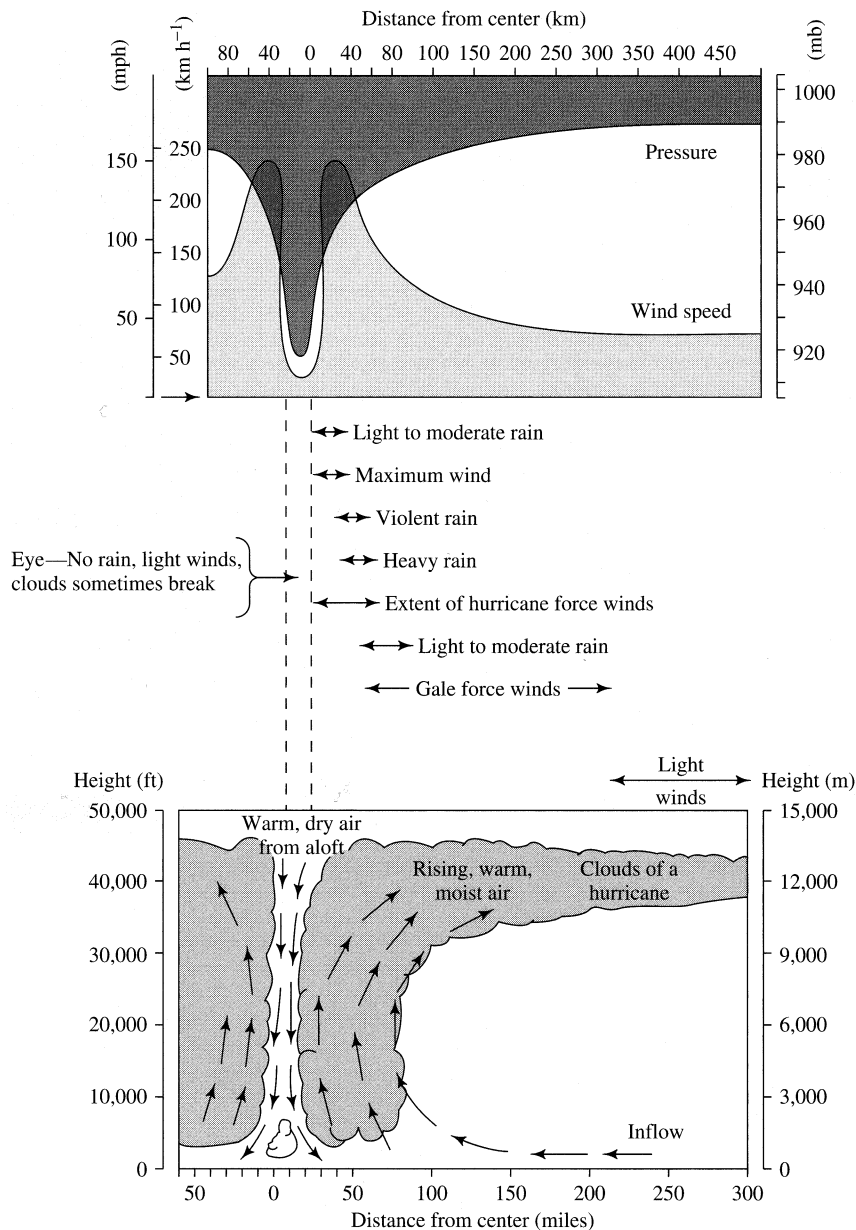 Distance from center (km)
80 40 0 40 80 100 150 200 250 300 350 400 450
(mph)
(km h⁻¹)
(mb)
150
100
50
250
200
150
100
50
1000
980
960
940
920
Pressure
Wind speed
Light to moderate rain
Maximum wind
Violent rain
Heavy rain
Eye—No rain, light winds,
clouds sometimes break
Extent of hurricane force winds
Light to moderate rain
Gale force winds
Light
winds
Height (ft)
Height (m)
50,000
40,000
30,000
20,000
10,000
0
15,000
12,000
9,000
6,000
3,000
0
Warm, dry air
from aloft
Rising, warm,
moist air
Clouds of a
hurricane
Inflow
50 0 50 100 150 200 250 300
Distance from center (miles)